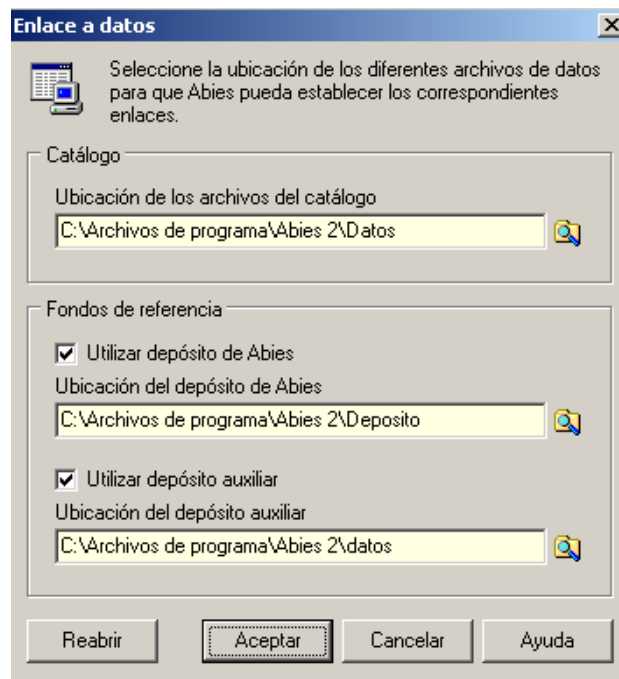 Enlace a datos
Seleccione la ubicación de los diferentes archivos de datos
para que Abies pueda establecer los correspondientes
enlaces.
Catálogo
Ubicación de los archivos del catálogo
C:\Archivos de programa\Abies 2\Datos
Fondos de referencia
Utilizar depósito de Abies
Ubicación del depósito de Abies
C:\Archivos de programa\Abies 2\Deposito
Utilizar depósito auxiliar
Ubicación del depósito auxiliar
C:\Archivos de programa\Abies 2\datos
Reabrir Aceptar Cancelar Ayuda